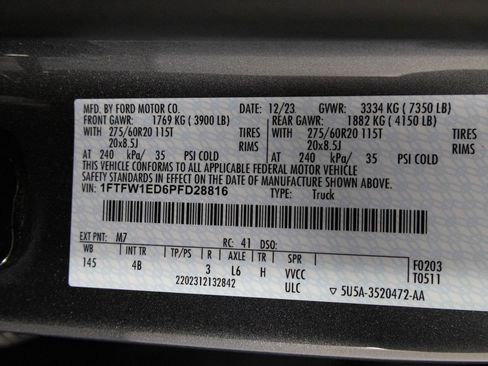 MFD. BY FORD MOTOR CO. 12/23 GVWR: 3334 KG ( 7350 LB)
FRONT GAWR: 1769 KG ( 3900 LB) REAR GAWR: 1882 KG ( 4150 LB)
WITH 275/60R20 115T TIRES WITH 275/60R20 115T TIRES
20x8.5J RIMS 20x8.5J RIMS
AT 240 kPa/ 35 PSI COLD AT 240 kPa/ 35 PSI COLD
THIS VEHICLE CONFORMS TO ALL APPLICABLE FEDERAL MOTOR VEHICLE
SAFETY STANDARDS IN EFFECT ON THE DATE OF MANUFACTURE SHOWN ABOVE.
VIN: 1FTFW1ED6PFD28816 TYPE: Truck
EXT PNT: M7 RC: 41 DSO:
WB INT TR TP/PS R AXLE TR SPR
145 4B 3 L6 H VVCC
2202312132842 ULC ▽ 5U5A-3520472-AA
F0203
T0511